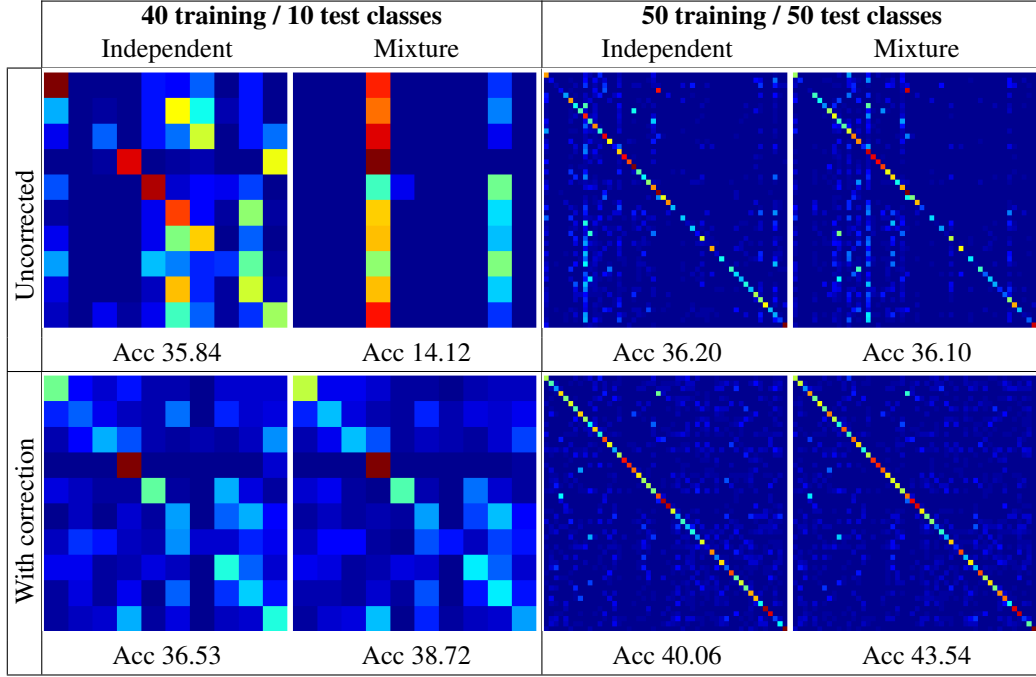 40 training / 10 test classes 50 training / 50 test classes
Independent Mixture Independent Mixture
Uncorrected
Acc 35.84 Acc 14.12 Acc 36.20 Acc 36.10
With correction
Acc 36.53 Acc 38.72 Acc 40.06 Acc 43.54